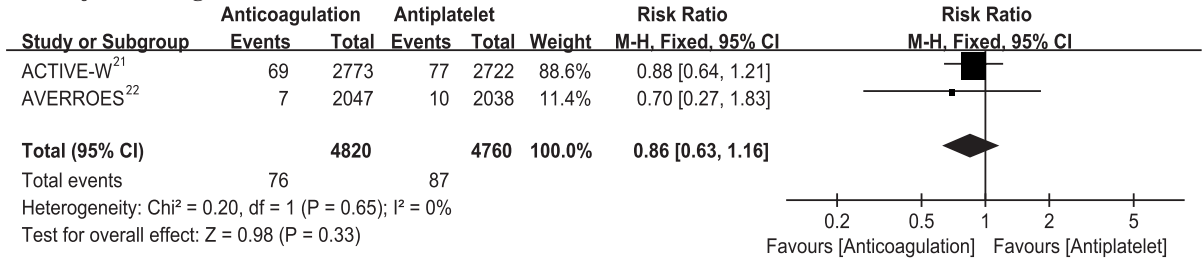 Anticoagulation Antiplatelet Risk Ratio Risk Ratio
Study or Subgroup Events Total Events Total Weight M-H, Fixed, 95% CI M-H, Fixed, 95% CI
ACTIVE-W21 69 2773 77 2722 88.6% 0.88 [0.64, 1.21]
AVERROES22 7 2047 10 2038 11.4% 0.70 [0.27, 1.83]
Total (95% CI) 4820 4760 100.0% 0.86 [0.63, 1.16]
Total events 76 87
Heterogeneity: Chi² = 0.20, df = 1 (P = 0.65); I² = 0%
Test for overall effect: Z = 0.98 (P = 0.33)
0.2 0.5 1 2 5
Favours [Anticoagulation] Favours [Antiplatelet]